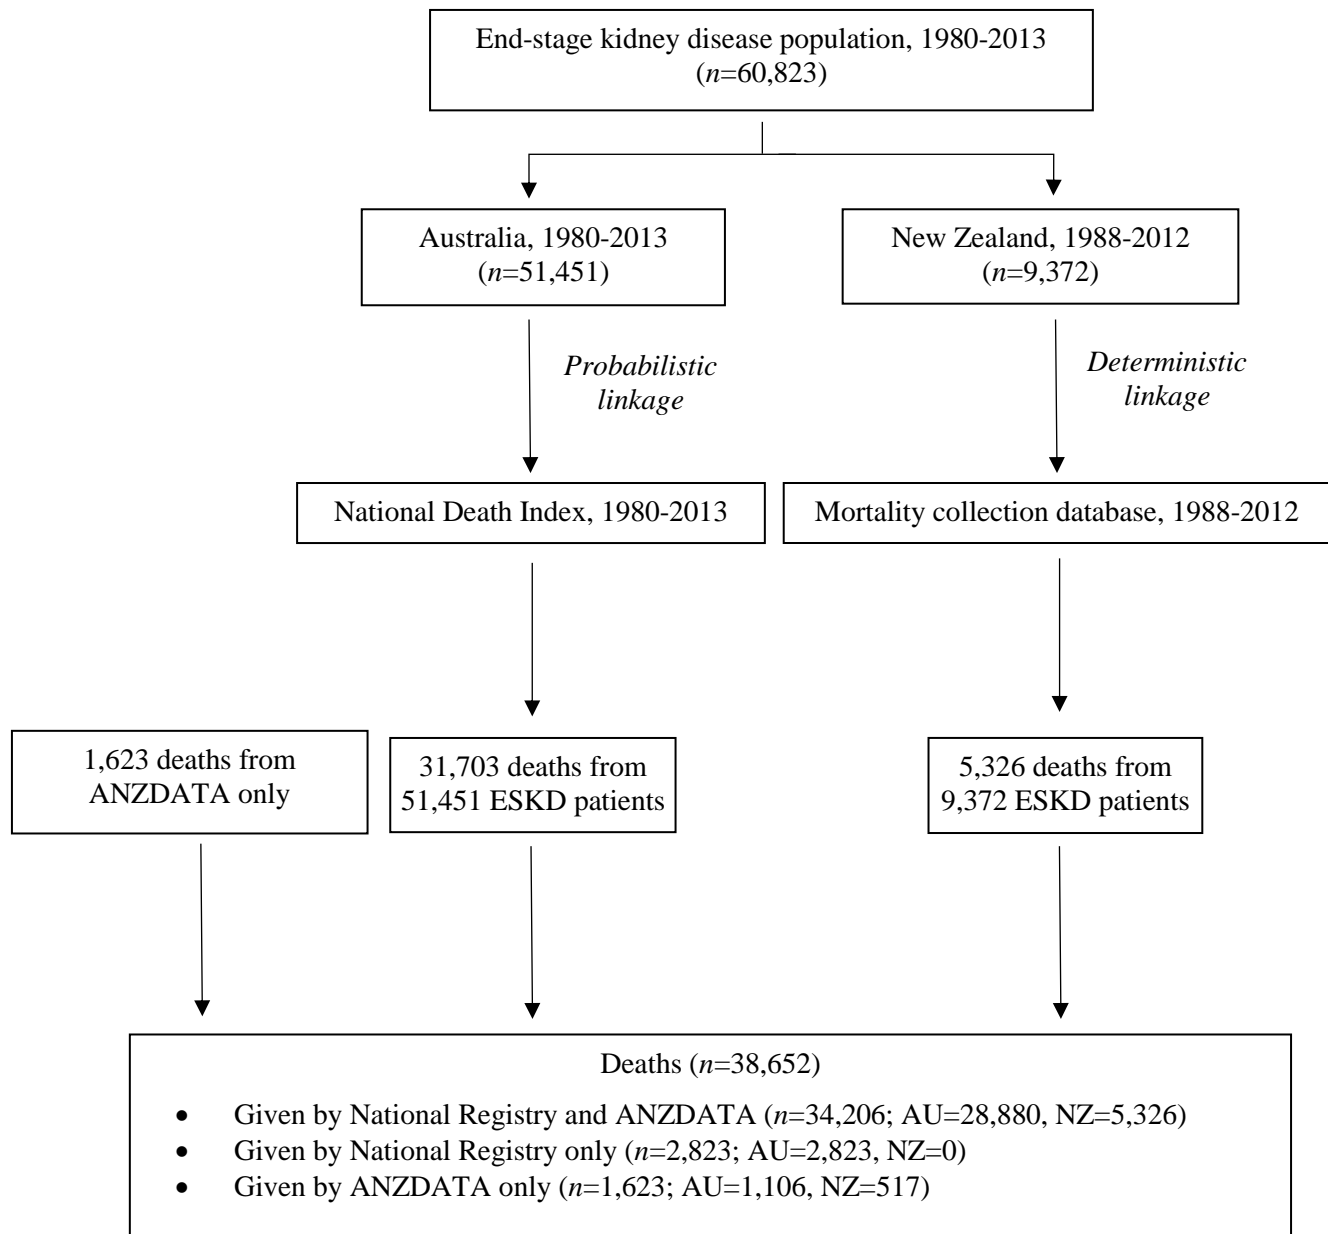 End-stage kidney disease population, 1980-2013
(n=60,823)
Australia, 1980-2013
(n=51,451)
New Zealand, 1988-2012
(n=9,372)
Probabilistic
linkage
Deterministic
linkage
National Death Index, 1980-2013
Mortality collection database, 1988-2012
1,623 deaths from
ANZDATA only
31,703 deaths from
51,451 ESKD patients
5,326 deaths from
9,372 ESKD patients
Deaths (n=38,652)
• Given by National Registry and ANZDATA (n=34,206; AU=28,880, NZ=5,326)
• Given by National Registry only (n=2,823; AU=2,823, NZ=0)
• Given by ANZDATA only (n=1,623; AU=1,106, NZ=517)